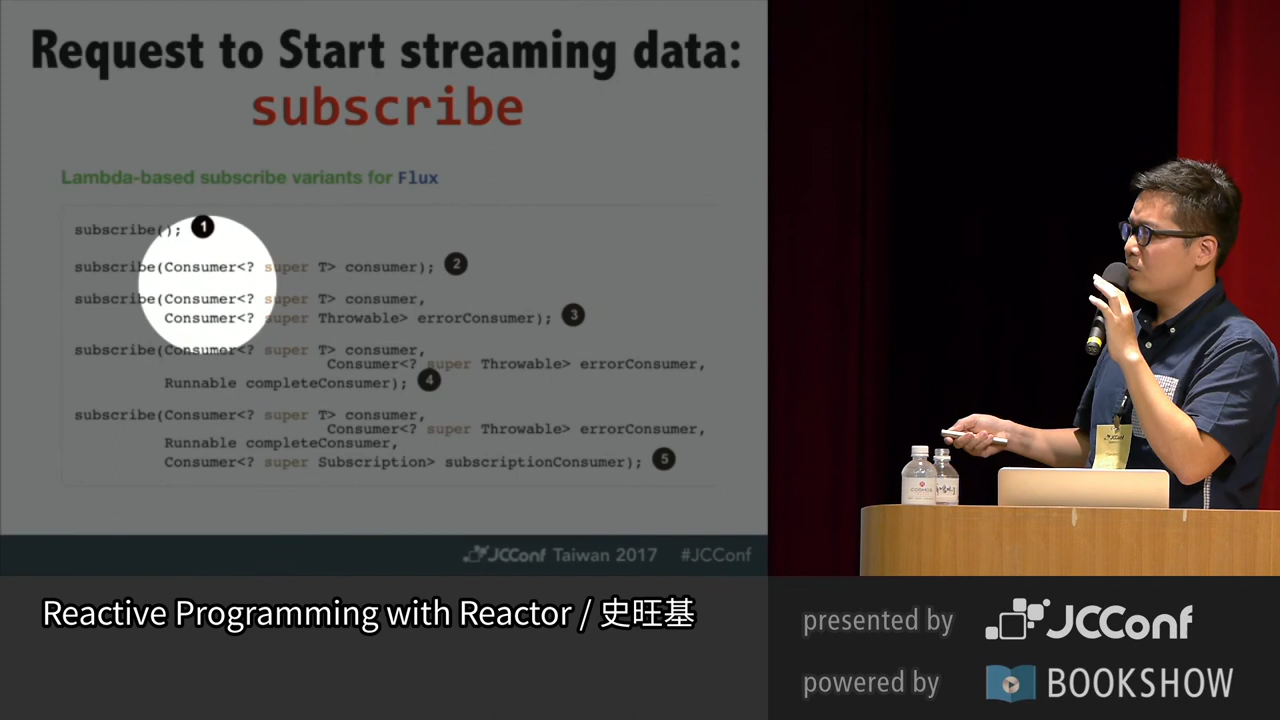 Request to Start streaming data:
subscribe
Lambda-based subscribe variants for Flux
subscribe(); 1
subscribe(Consumer<? super T> consumer); 2
subscribe(Consumer<? super T> consumer,
Consumer<? super Throwable> errorConsumer); 3
subscribe(Consumer<? super T> consumer,
Consumer<? super Throwable> errorConsumer,
Runnable completeConsumer); 4
subscribe(Consumer<? super T> consumer,
Consumer<? super Throwable> errorConsumer,
Runnable completeConsumer,
Consumer<? super Subscription> subscriptionConsumer); 5
JCConf Taiwan 2017 #JCConf
Reactive Programming with Reactor / 史旺基
presented by JCConf
powered by BOOKSHOW
JCConf